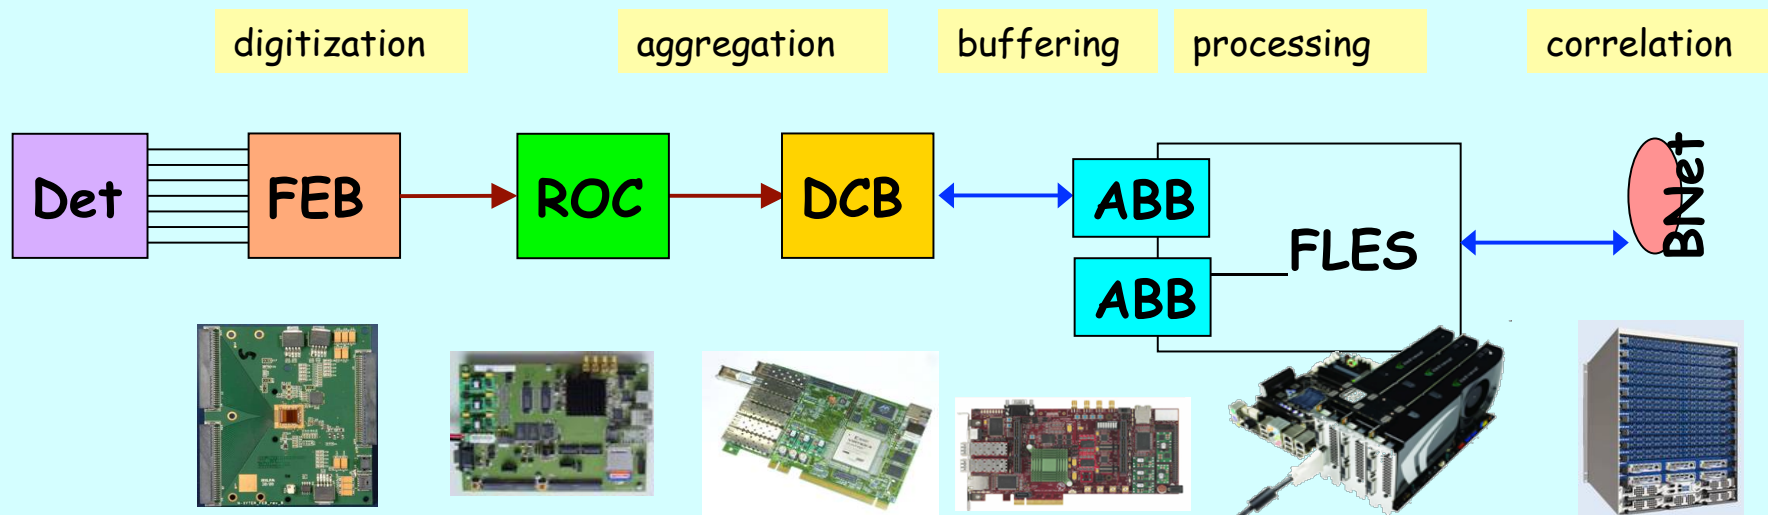 digitization
aggregation
buffering
processing
correlation
Det
FEB
ROC
DCB
ABB
FLES
ABB
BNet